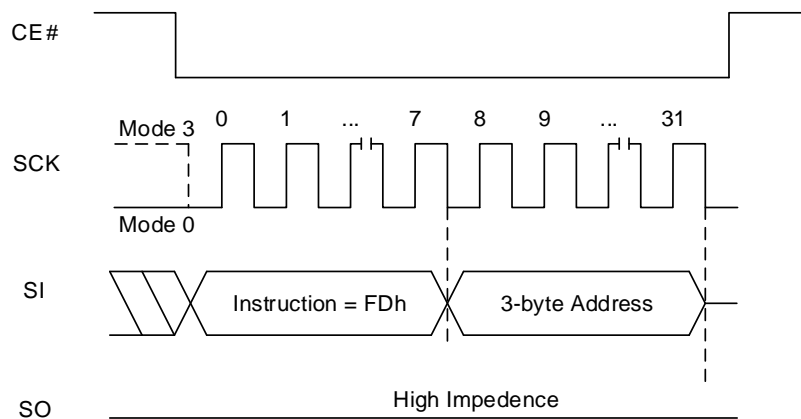 CE#
SCK
Mode 3
0 1 ... 7 8 9 ... 31
Mode 0
SI
Instruction = FDh
3-byte Address
SO
High Impedence